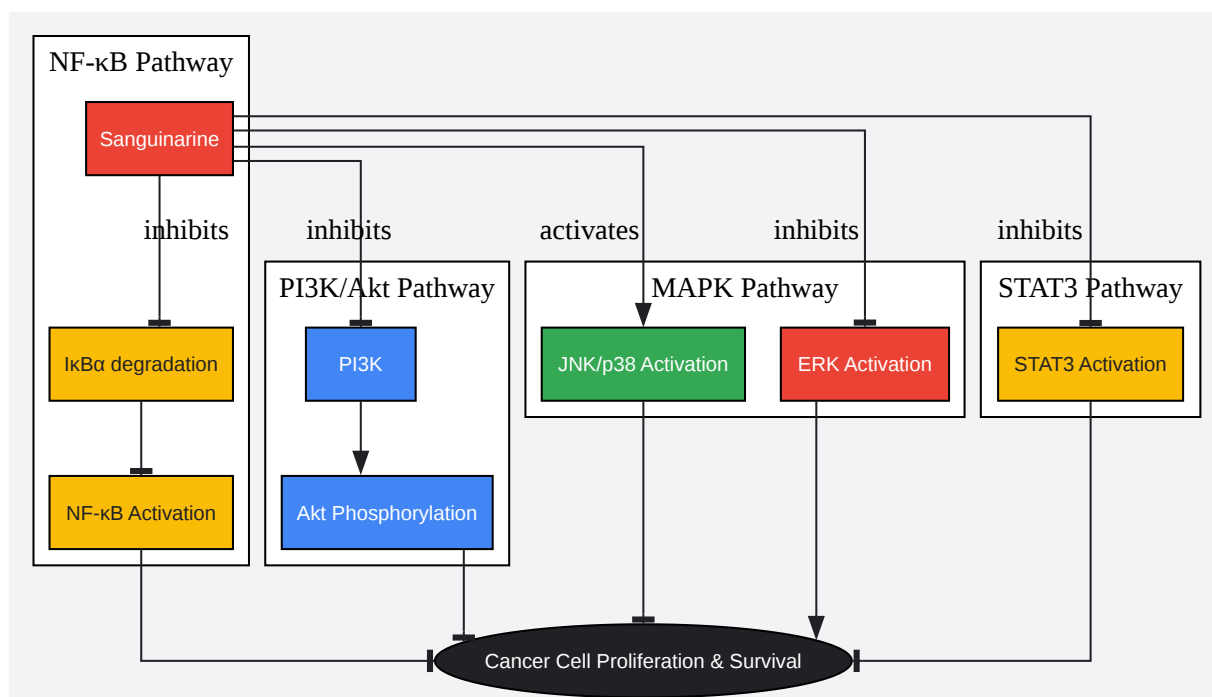 NF-κB Pathway
Sanguinarine
inhibits
inhibits
activates
inhibits
inhibits
PI3K/Akt Pathway
MAPK Pathway
STAT3 Pathway
IκBα degradation
PI3K
JNK/p38 Activation
ERK Activation
STAT3 Activation
NF-κB Activation
Akt Phosphorylation
Cancer Cell Proliferation & Survival